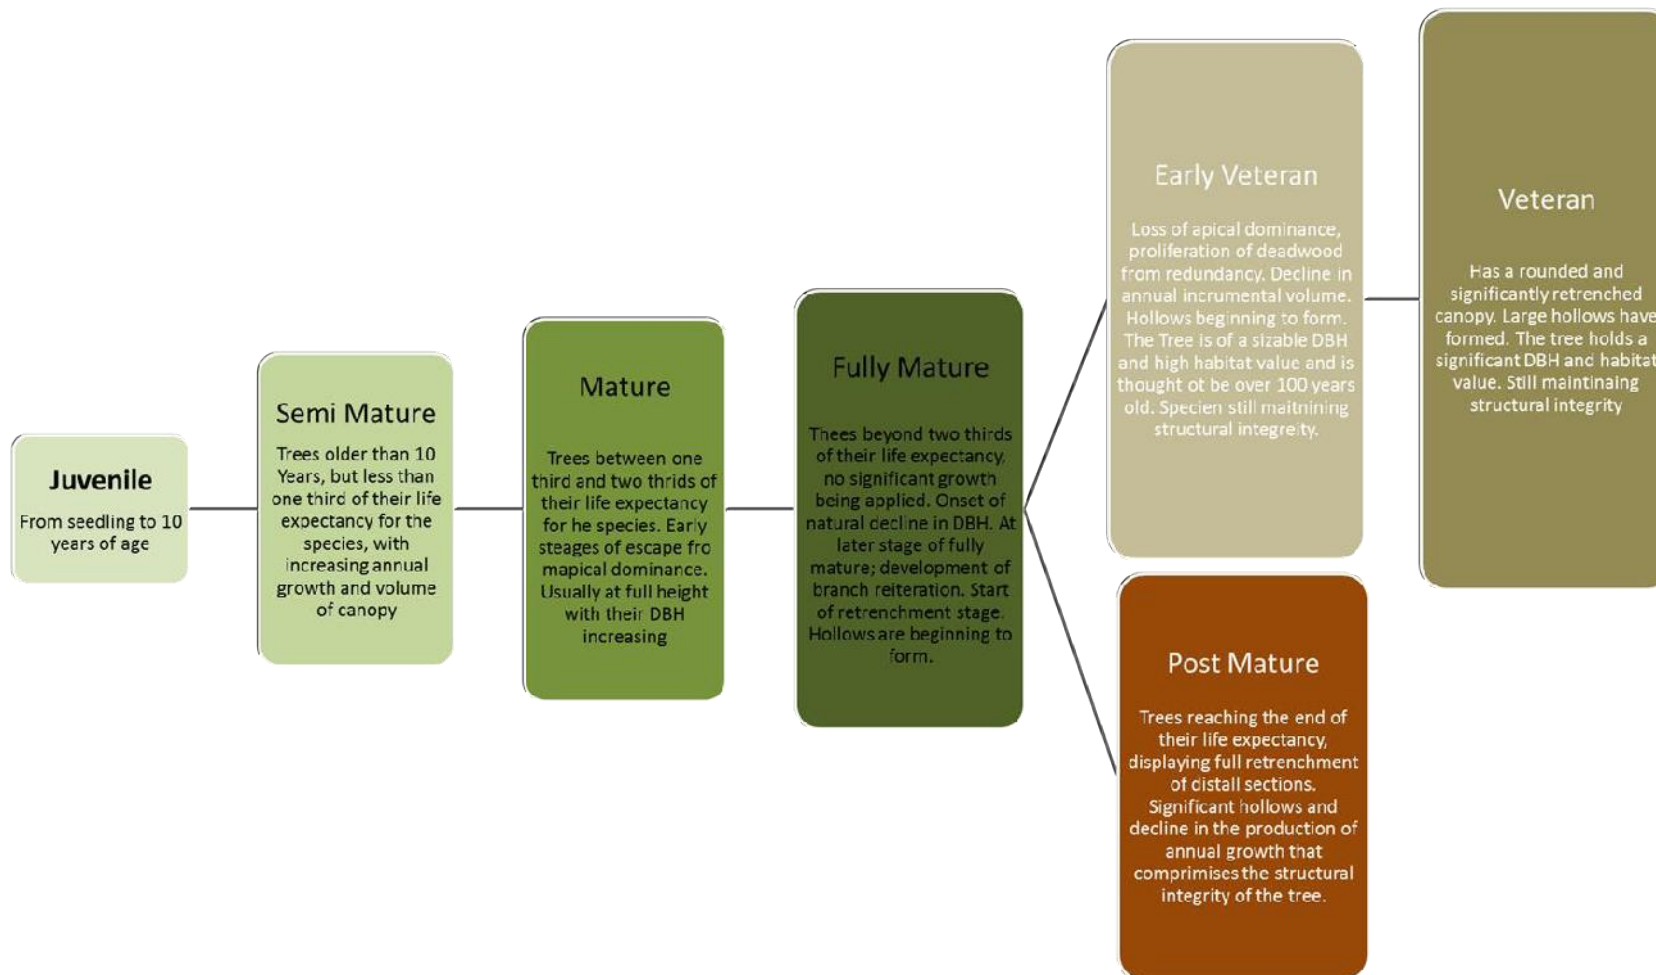 Juvenile
From seedling to 10
years of age
Semi Mature
Trees older than 10
Years, but less than
one third of their life
expectancy for the
species, with
increasing annual
growth and volume
of canopy
Mature
Trees between one
third and two thrids of
their life expectancy
for he species. Early
steages of escape fro
mapical dominance.
Usually at full height
with their DBH
increasing
Fully Mature
Thees beyond two thirds
of their life expectancy,
no significant growth
being applied. Onset of
natural decline in DBH. At
later stage of fully
mature; development of
branch reiteration. Start
of retrenchment stage.
Hollows are beginning to
form.
Early Veteran
Loss of apical dominance,
proliferation of deadwood
from redundancy. Decline in
annual incrumental volume.
Hollows beginning to form.
The Tree is of a sizable DBH
and high habitat value and is
thought ot be over 100 years
old. Specien still maitnining
structural integreity.
Veteran
Has a rounded and
significantly retrenched
canopy. Large hollows have
formed. The tree holds a
significant DBH and habitat
value. Still maintinaing
structural integrity
Post Mature
Trees reaching the end of
their life expectancy,
displaying full retrenchment
of distall sections.
Significant hollows and
decline in the production of
annual growth that
comprimises the structural
integrity of the tree.